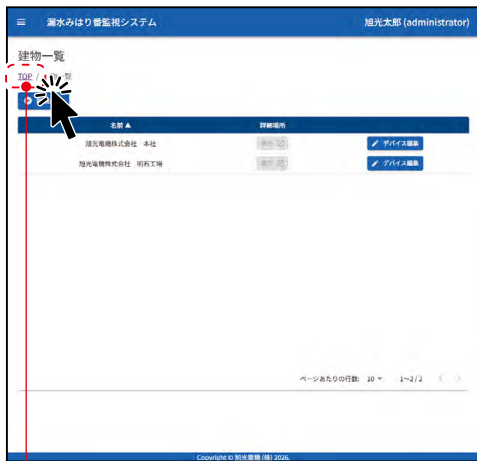 漏水みはり番監視システム 旭光太郎 (administrator)
建物一覧
TOP / 覧
名前 ▲ 詳細場所
旭光電機株式会社 本社 デバイス編集
旭光電機株式会社 明石工場 デバイス編集
ページあたりの行数: 10 1~2 / 2
Copyright © 旭光電機 (株) 2026.